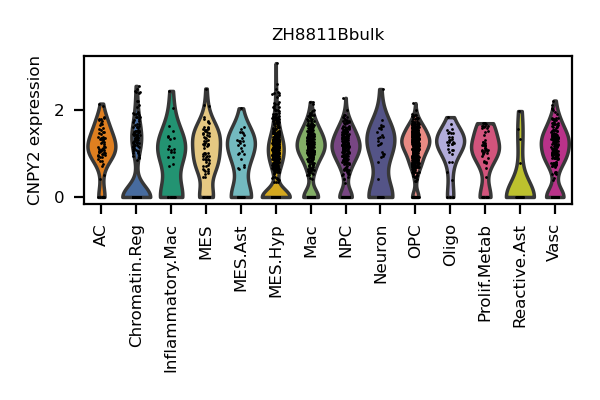 ZH8811Bbulk
CNPY2 expression
2
0
AC
Chromatin.Reg
Inflammatory.Mac
MES
MES.Ast
MES.Hyp
Mac
NPC
Neuron
OPC
Oligo
Prolif.Metab
Reactive.Ast
Vasc